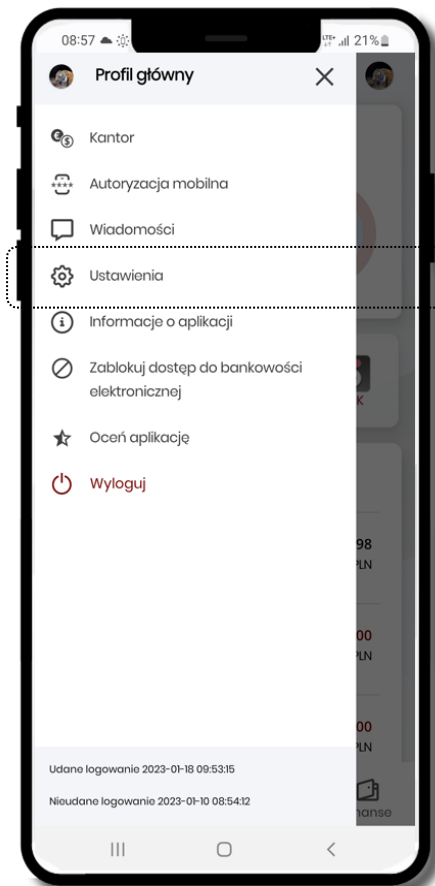 08:57
LTE+
21%
Profil główny
Kantor
Autoryzacja mobilna
Wiadomości
Ustawienia
Informacje o aplikacji
Zablokuj dostęp do bankowości
elektronicznej
Oceń aplikację
Wyloguj
K
98
PLN
00
PLN
00
PLN
Udane logowanie 2023-01-18 09:53:15
Nieudane logowanie 2023-01-10 08:54:12
nanse